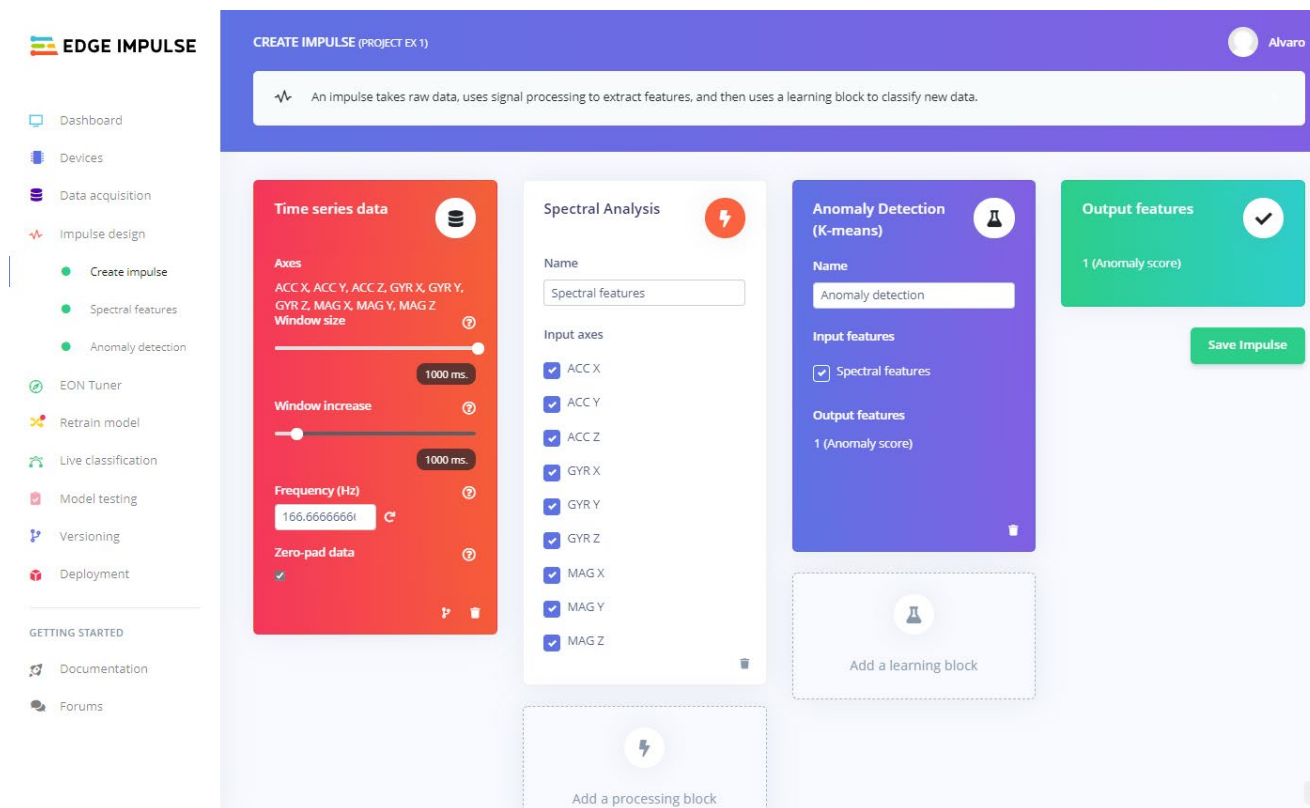 EDGE IMPULSE
Dashboard
Devices
Data acquisition
Impulse design
Create impulse
Spectral features
Anomaly detection
EON Tuner
Retrain model
Live classification
Model testing
Versioning
Deployment
GETTING STARTED
Documentation
Forums
CREATE IMPULSE (PROJECT EX 1)
Alvaro
An impulse takes raw data, uses signal processing to extract features, and then uses a learning block to classify new data.
Time series data
Axes
ACC X, ACC Y, ACC Z, GYR X, GYR Y,
GYR Z, MAG X, MAG Y, MAG Z
Window size
1000 ms.
Window increase
1000 ms.
Frequency (Hz)
166.6666666
Zero-pad data
Spectral Analysis
Name
Spectral features
Input axes
ACC X
ACC Y
ACC Z
GYR X
GYR Y
GYR Z
MAG X
MAG Y
MAG Z
Add a processing block
Anomaly Detection
(K-means)
Name
Anomaly detection
Input features
Spectral features
Output features
1 (Anomaly score)
Add a learning block
Output features
1 (Anomaly score)
Save Impulse